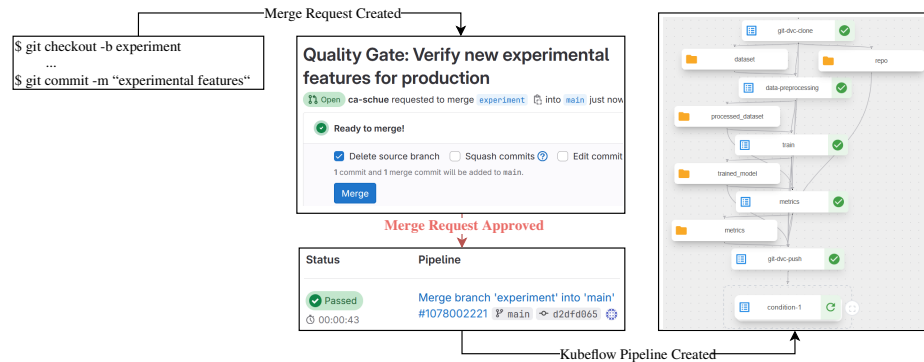 Merge Request Created
$ git checkout -b experiment
...
$ git commit -m “experimental features“
Quality Gate: Verify new experimental
features for production
Open ca-schue requested to merge experiment into main just now
Ready to merge!
Delete source branch Squash commits ? Edit commit
1 commit and 1 merge commit will be added to main.
Merge
Merge Request Approved
Status Pipeline
Passed
00:00:43
Merge branch 'experiment' into 'main'
#1078002221 main d2dfd065
Kubeflow Pipeline Created
git-dvc-clone
dataset
repo
data-preprocessing
processed_dataset
train
trained_model
metrics
metrics
git-dvc-push
condition-1